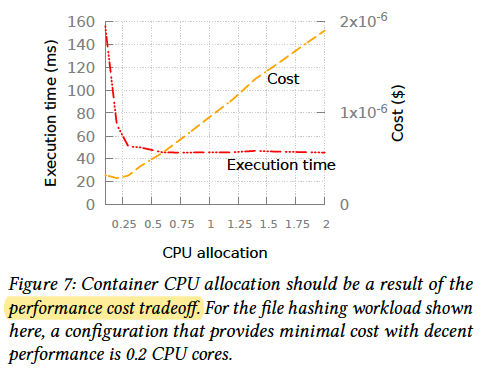 160
140
120
100
80
60
40
20
0
Execution time (ms)
2x10-6
1x10-6
0
Cost ($)
Cost
Execution time
0.25 0.5 0.75 1 1.25 1.5 1.75 2
CPU allocation
Figure 7: Container CPU allocation should be a result of the
performance cost tradeoff. For the file hashing workload shown
here, a configuration that provides minimal cost with decent
performance is 0.2 CPU cores.